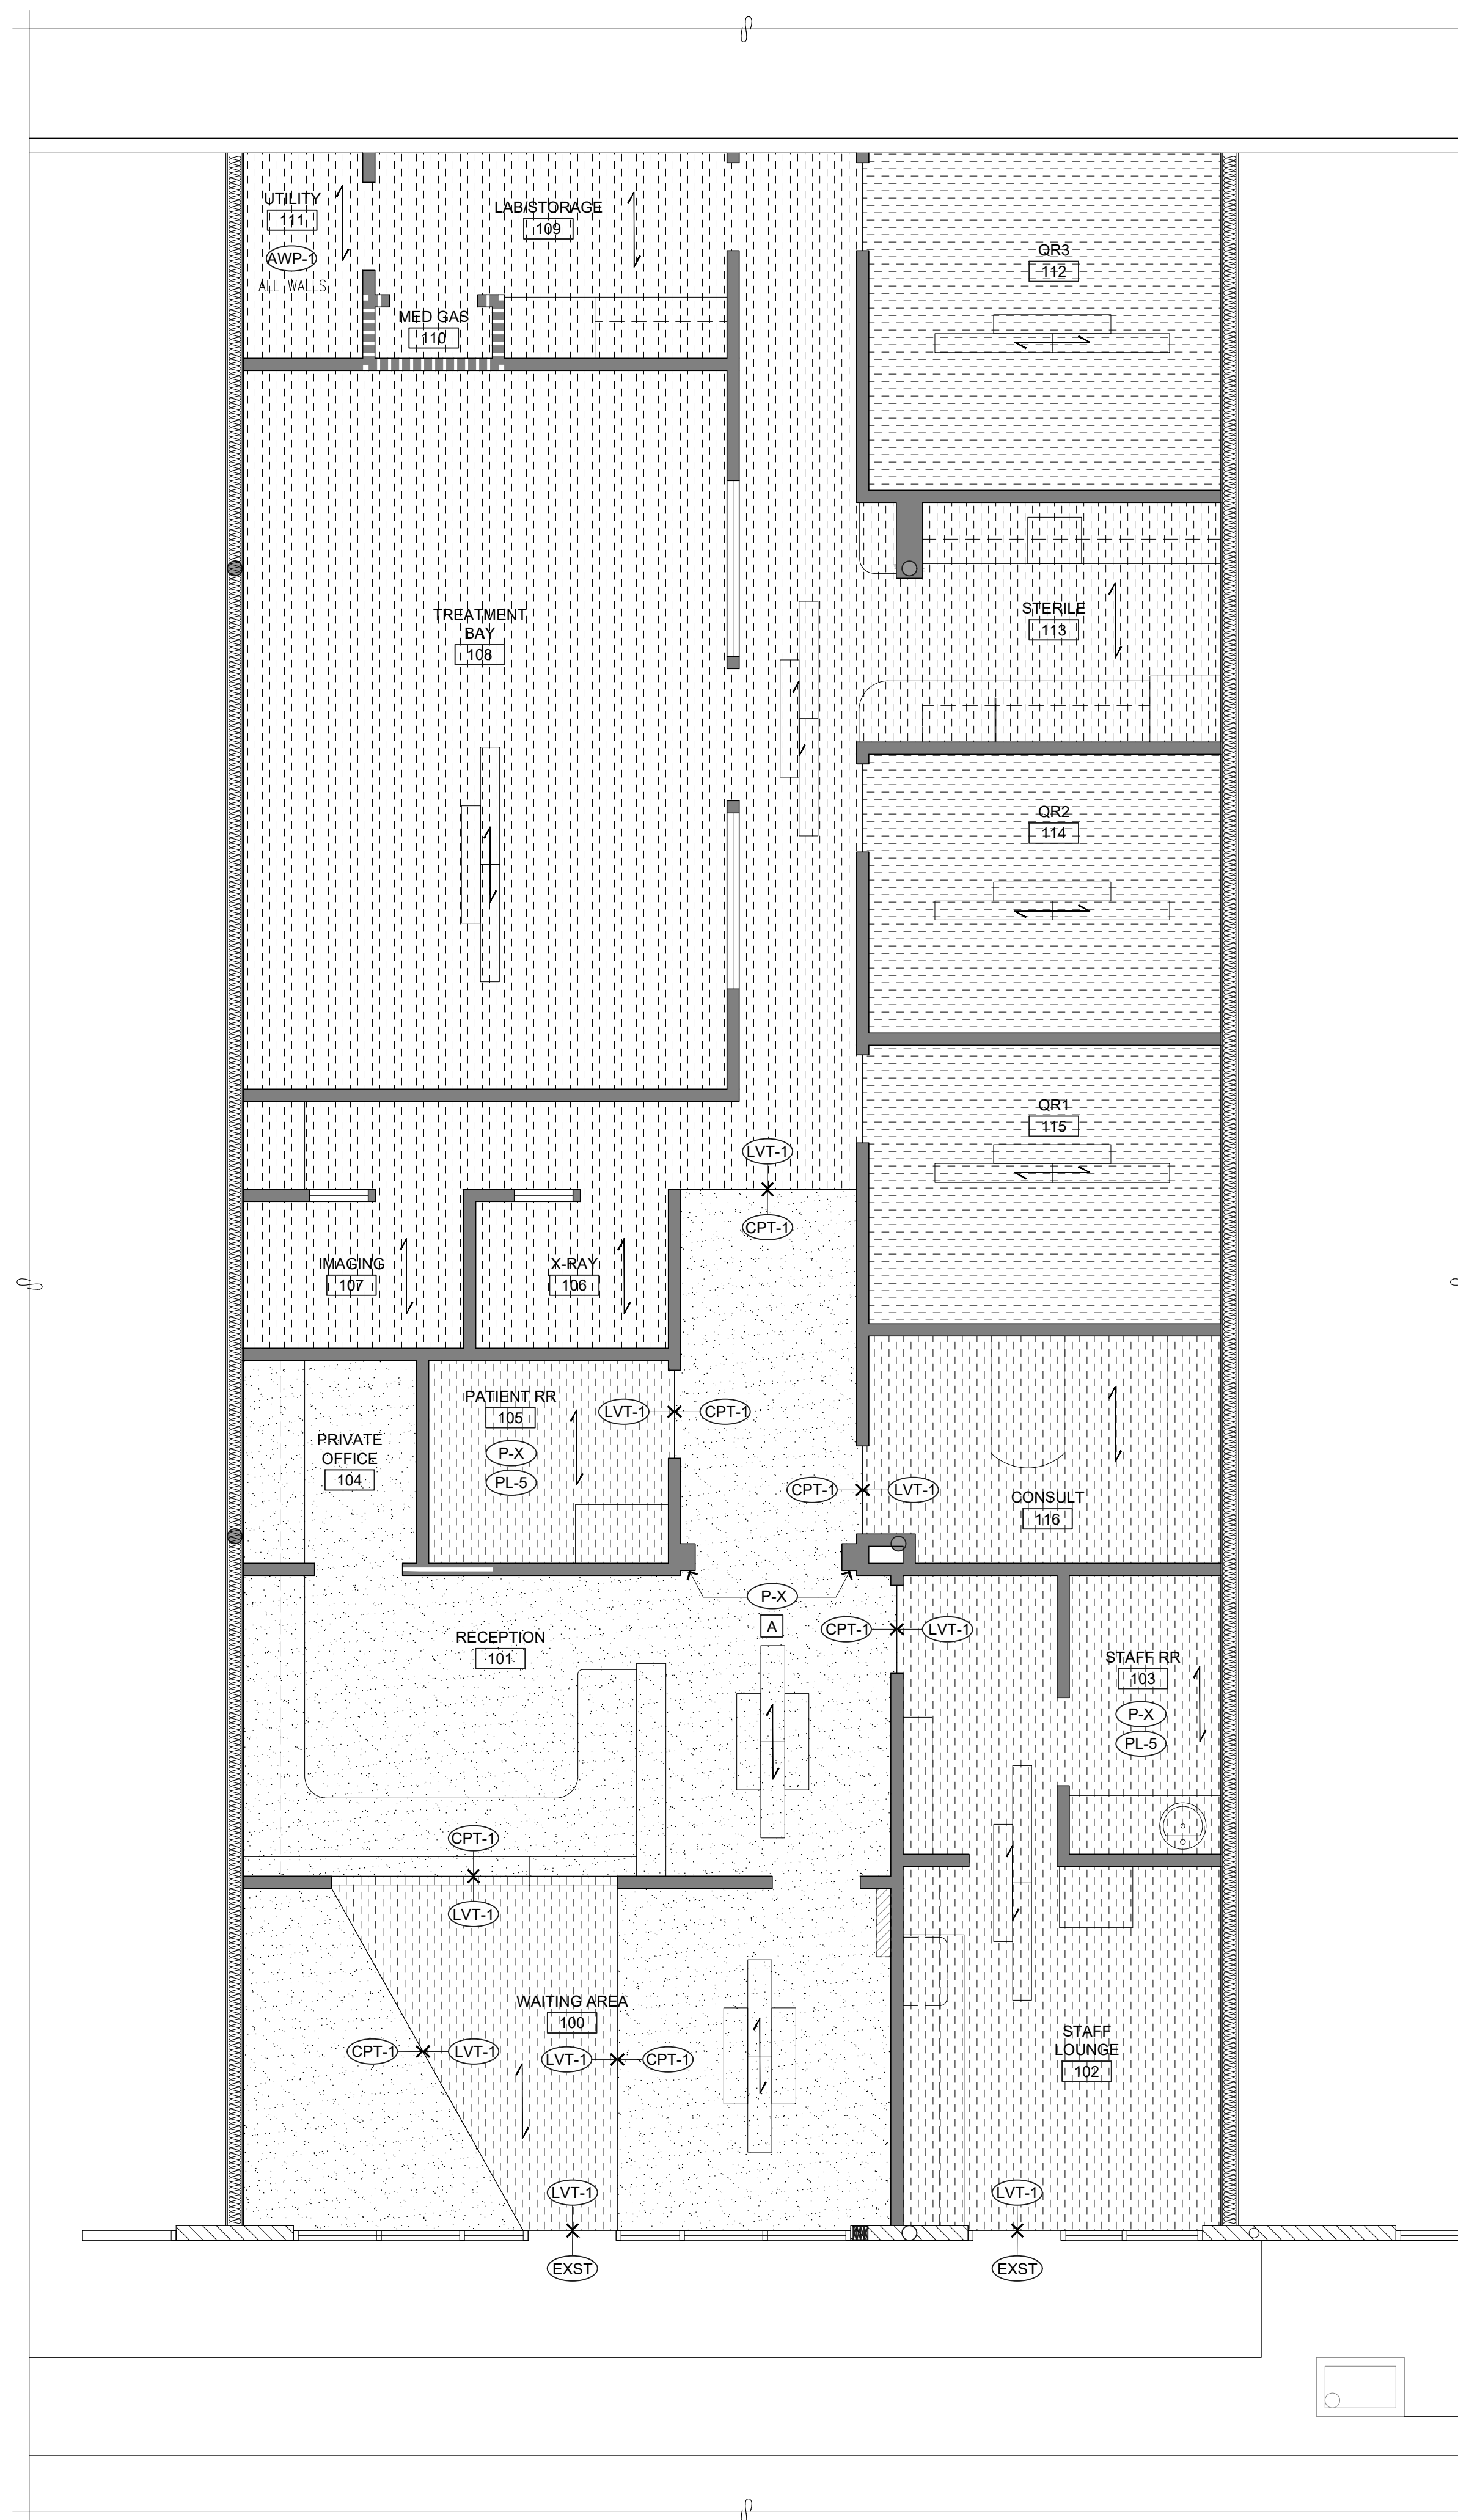 UTILITY
111
AWP-1
ALL WALLS
LAB/STORAGE
109
MED GAS
110
QR3
112
TREATMENT
BAY
108
STERILE
113
QR2
114
QR1
115
LVT-1
CPT-1
IMAGING
107
X-RAY
106
PATIENT RR
105
P-X
PL-5
LVT-1
CPT-1
PRIVATE
OFFICE
104
CPT-1
LVT-1
CONSULT
116
P-X
A
CPT-1
LVT-1
RECEPTION
101
STAFF RR
103
P-X
PL-5
CPT-1
LVT-1
WAITING AREA
100
CPT-1
LVT-1
LVT-1
CPT-1
STAFF
LOUNGE
102
LVT-1
EXST
LVT-1
EXST